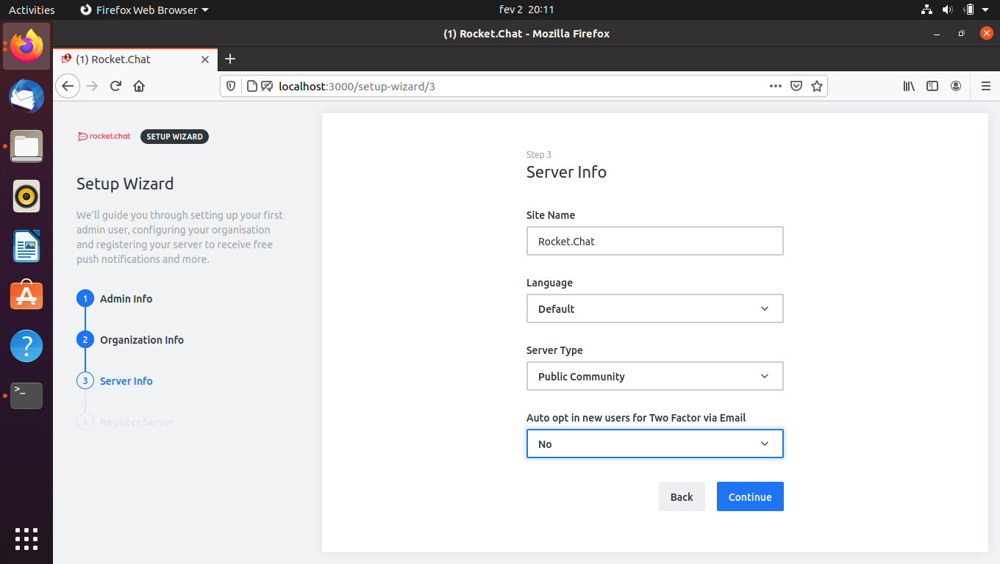 Activities
Firefox Web Browser
fev 2 20:11
(1) Rocket.Chat - Mozilla Firefox
1
(1) Rocket.Chat
localhost:3000/setup-wizard/3
rocket.chat
SETUP WIZARD
Setup Wizard
We'll guide you through setting up your first
admin user, configuring your organisation
and registering your server to receive free
push notifications and more.
1 Admin Info
2 Organization Info
3 Server Info
4 Register Server
Step 3
Server Info
Site Name
Rocket.Chat
Language
Default
Server Type
Public Community
Auto opt in new users for Two Factor via Email
No
Back
Continue